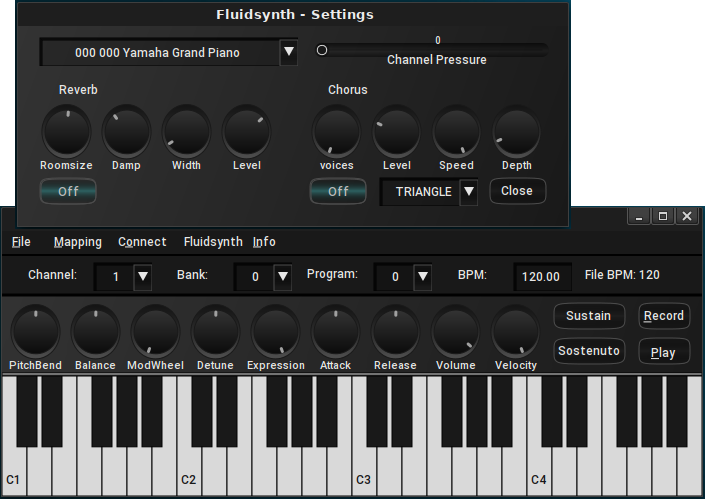 Fluidsynth - Settings
000 000 Yamaha Grand Piano
0
Channel Pressure
Reverb
Chorus
Roomsize Damp Width Level voices Level Speed Depth
Off Off TRIANGLE Close
File Mapping Connect Fluidsynth Info
Channel: 1 Bank: 0 Program: 0 BPM: 120.00 File BPM: 120
Sustain Record
Sostenuto Play
PitchBend Balance ModWheel Detune Expression Attack Release Volume Velocity
C1 C2 C3 C4